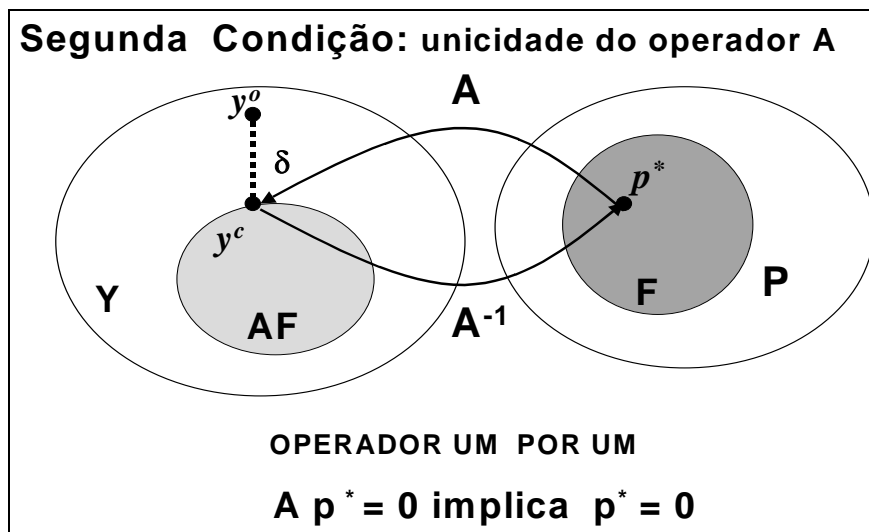 Segunda Condição: unicidade do operador A
A
yº
δ
p*
yᶜ
Y
F
P
AF
A⁻¹
OPERADOR UM POR UM
A p* = 0 implica p* = 0